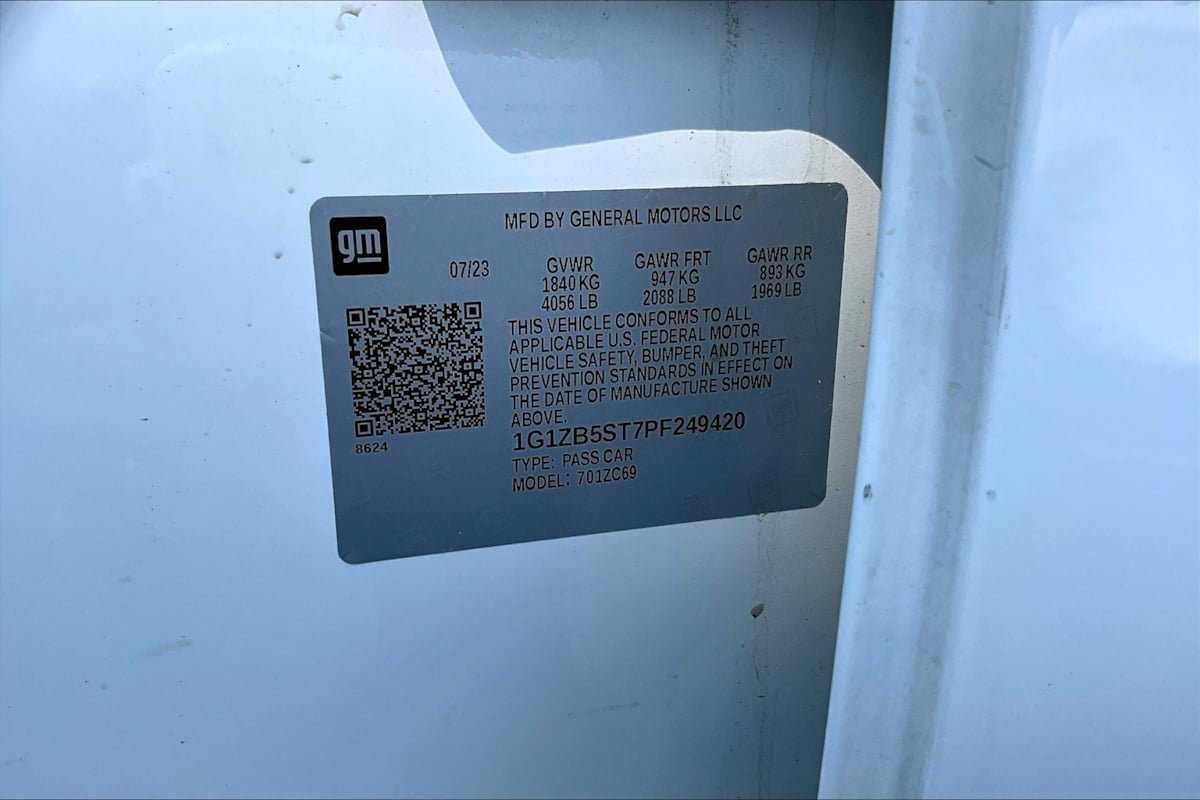 gm
MFD BY GENERAL MOTORS LLC
07/23
GVWR GAWR FRT GAWR RR
1840 KG 947 KG 893 KG
4056 LB 2088 LB 1969 LB
THIS VEHICLE CONFORMS TO ALL
APPLICABLE U.S. FEDERAL MOTOR
VEHICLE SAFETY, BUMPER, AND THEFT
PREVENTION STANDARDS IN EFFECT ON
THE DATE OF MANUFACTURE SHOWN
ABOVE.
8624
1G1ZB5ST7PF249420
TYPE: PASS CAR
MODEL: 701ZC69